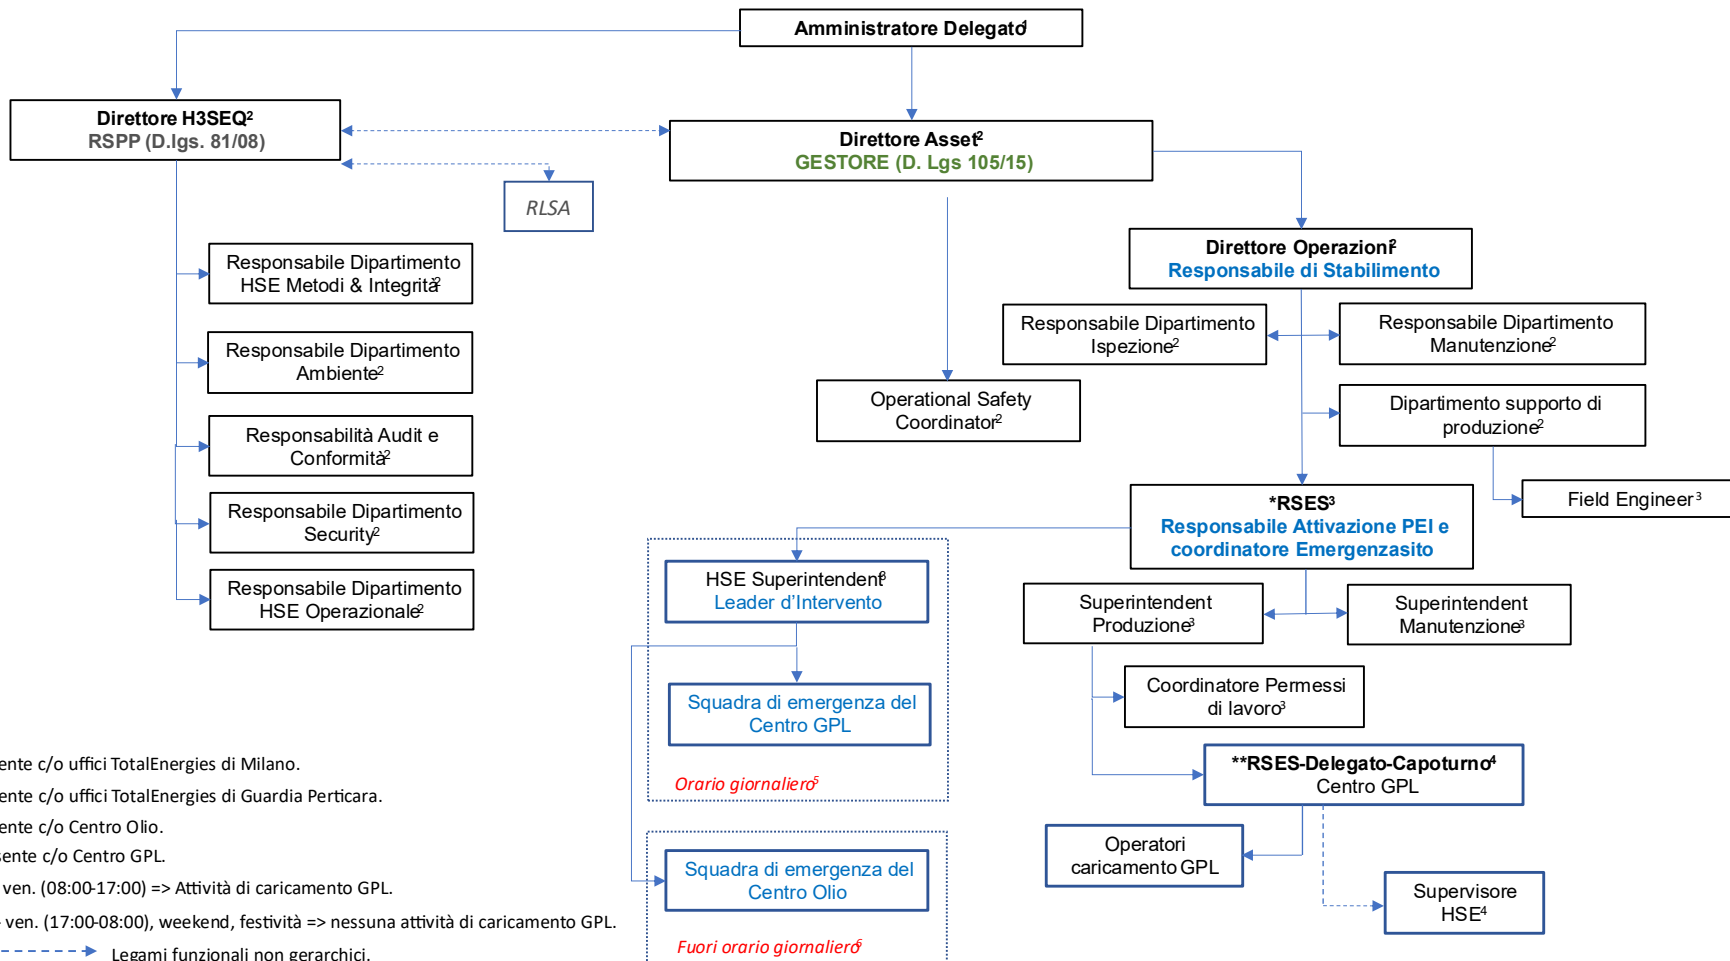 Amministratore Delegato¹
Direttore H3SEQ²
RSPP (D.lgs. 81/08)
Direttore Asset²
GESTORE (D. Lgs 105/15)
RLSA
Direttore Operazioni²
Responsabile di Stabilimento
Responsabile Dipartimento
HSE Metodi & Integrità²
Responsabile Dipartimento
Ambiente²
Responsabilità Audit e
Conformità²
Responsabile Dipartimento
Security²
Responsabile Dipartimento
HSE Operazionale²
Operational Safety
Coordinator²
Responsabile Dipartimento
Ispezione²
Responsabile Dipartimento
Manutenzione²
Dipartimento supporto di
produzione²
Field Engineer³
*RSES³
Responsabile Attivazione PEI e
coordinatore Emergenzasito
HSE Superintendent³
Leader d’Intervento
Squadra di emergenza del
Centro GPL
Orario giornaliero⁵
Squadra di emergenza del
Centro Olio
Fuori orario giornaliero⁶
Superintendent
Produzione³
Superintendent
Manutenzione³
Coordinatore Permessi
di lavoro³
**RSES-Delegato-Capoturno⁴
Centro GPL
Operatori
caricamento GPL
Supervisore
HSE⁴
ente c/o uffici TotalEnergies di Milano.
ente c/o uffici TotalEnergies di Guardia Perticara.
ente c/o Centro Olio.
sente c/o Centro GPL.
ven. (08:00-17:00) => Attività di caricamento GPL.
- ven. (17:00-08:00), weekend, festività => nessuna attività di caricamento GPL.
Legami funzionali non gerarchici.